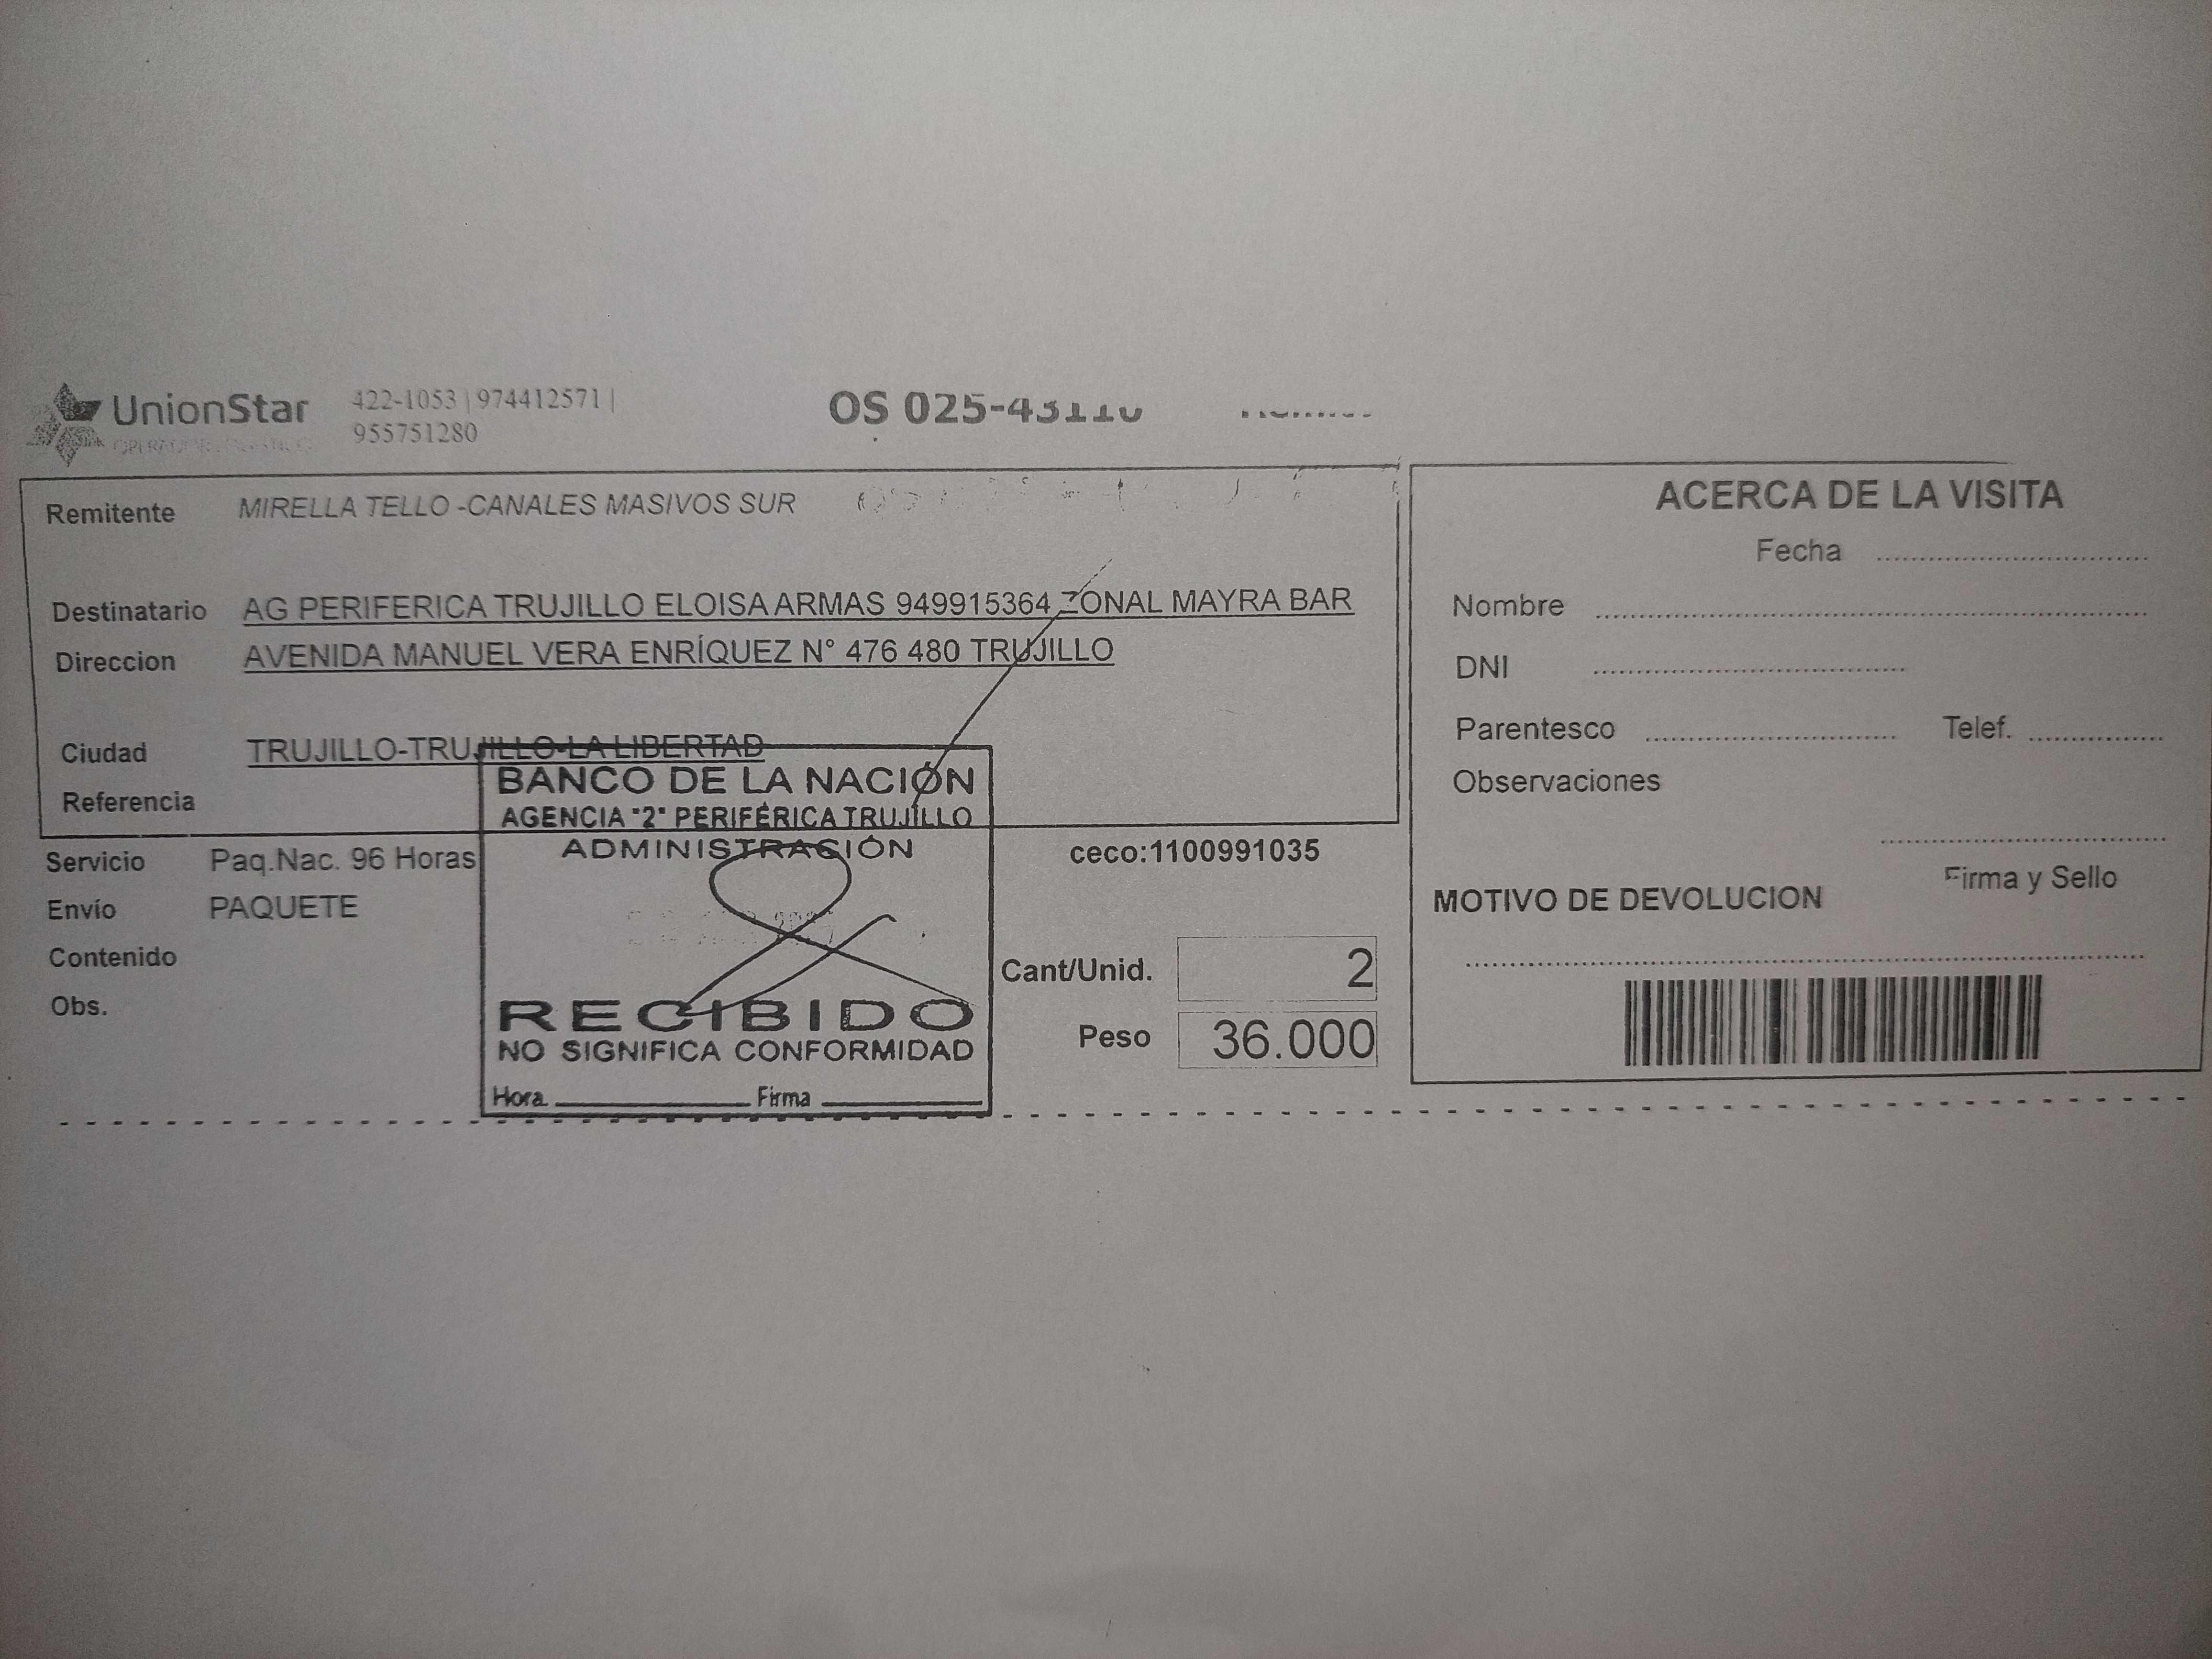 UnionStar
422-1053 | 974412571 |
955751280
OS 025-43110
Remitente MIRELLA TELLO -CANALES MASIVOS SUR
Destinatario AG PERIFERICA TRUJILLO ELOISA ARMAS 949915364 ZONAL MAYRA BAR
Direccion AVENIDA MANUEL VERA ENRÍQUEZ N° 476 480 TRUJILLO
Ciudad TRUJILLO-TRUJILLO-LA LIBERTAD
Referencia
Servicio Paq.Nac. 96 Horas
Envío PAQUETE
Contenido
Obs.
BANCO DE LA NACIÓN
AGENCIA "2" PERIFÉRICA TRUJILLO
ADMINISTRACIÓN
RECIBIDO
NO SIGNIFICA CONFORMIDAD
Hora Firma
ceco:1100991035
Cant/Unid. 2
Peso 36.000
ACERCA DE LA VISITA
Fecha
Nombre
DNI
Parentesco Telef.
Observaciones
Firma y Sello
MOTIVO DE DEVOLUCION